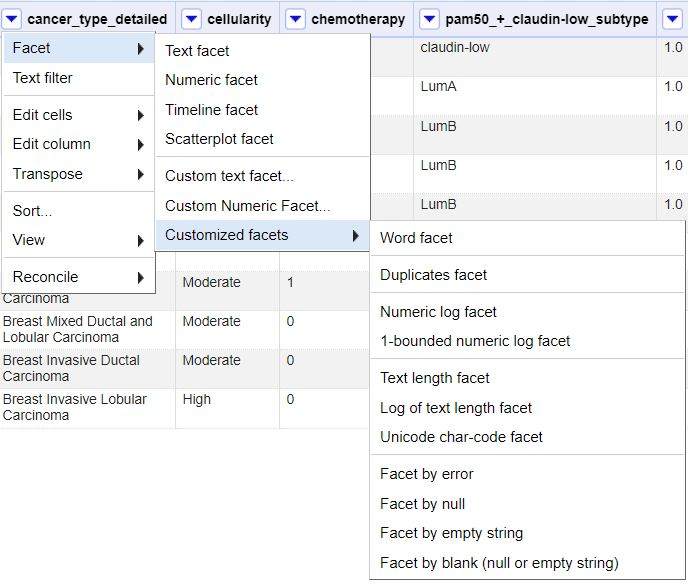 cancer_type_detailed cellularity chemotherapy pam50_+_claudin-low_subtype
Facet
Text filter
Edit cells
Edit column
Transpose
Sort...
View
Reconcile
Text facet
Numeric facet
Timeline facet
Scatterplot facet
Custom text facet...
Custom Numeric Facet...
Customized facets
Word facet
Duplicates facet
Numeric log facet
1-bounded numeric log facet
Text length facet
Log of text length facet
Unicode char-code facet
Facet by error
Facet by null
Facet by empty string
Facet by blank (null or empty string)
claudin-low 1.0
LumA 1.0
LumB 1.0
LumB 1.0
LumB 1.0
Carcinoma Moderate 1
Breast Mixed Ductal and
Lobular Carcinoma Moderate 0
Breast Invasive Ductal
Carcinoma Moderate 0
Breast Invasive Lobular
Carcinoma High 0